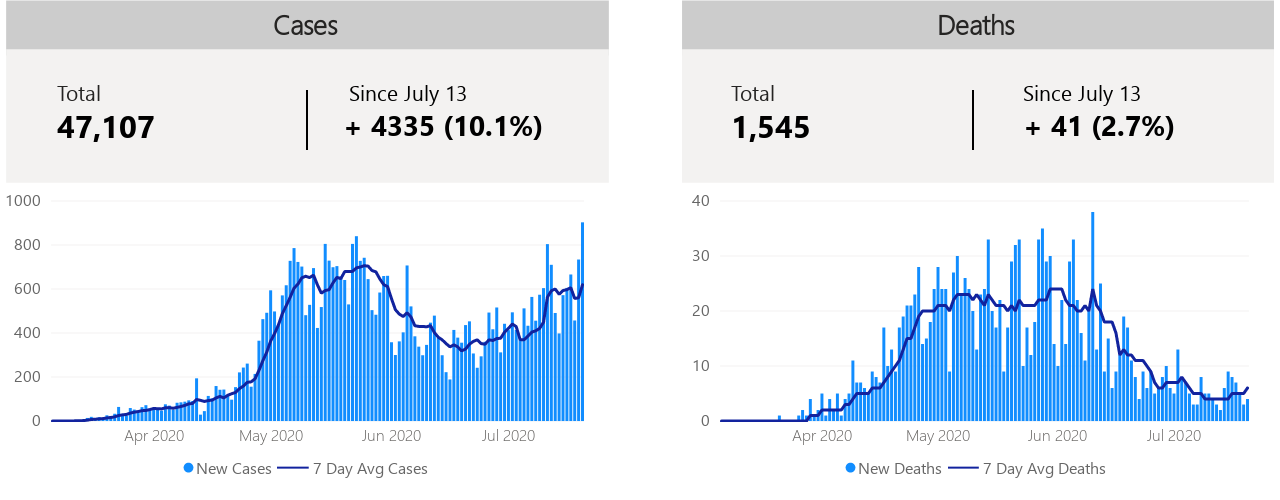 Cases
Total
Since July 13
47,107
+ 4335 (10.1%)
1000
800
600
400
200
0
Apr 2020
May 2020
Jun 2020
Jul 2020
New Cases
7 Day Avg Cases
Deaths
Total
Since July 13
1,545
+ 41 (2.7%)
40
30
20
10
0
Apr 2020
May 2020
Jun 2020
Jul 2020
New Deaths
7 Day Avg Deaths